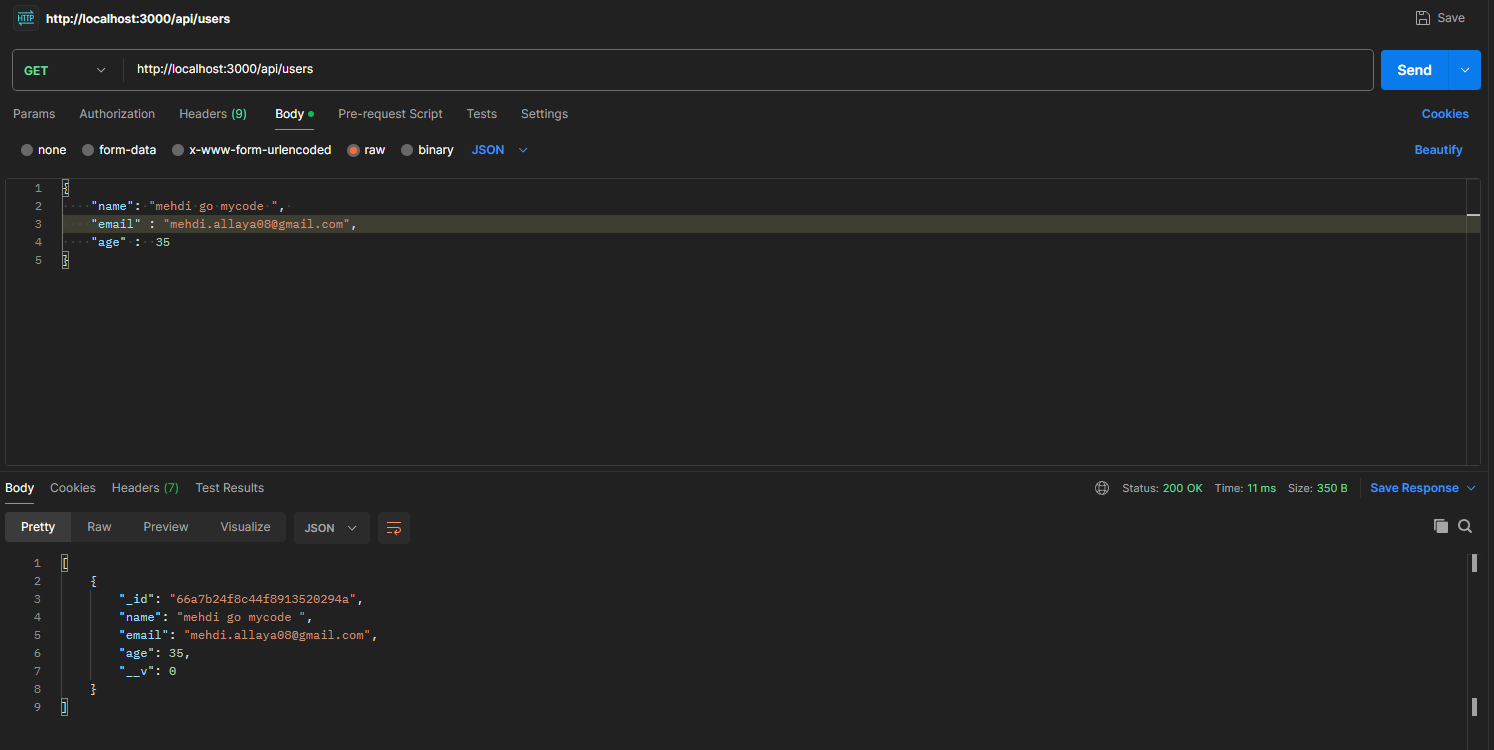 HTTP http://localhost:3000/api/users Save
GET http://localhost:3000/api/users Send
Params Authorization Headers (9) Body Pre-request Script Tests Settings Cookies
none form-data x-www-form-urlencoded raw binary JSON Beautify
1 {
2 "name": "mehdi go mycode ",
3 "email" : "mehdi.allaya08@gmail.com",
4 "age" : 35
5 }
Body Cookies Headers (7) Test Results Status: 200 OK Time: 11 ms Size: 350 B Save Response
Pretty Raw Preview Visualize JSON
1 [
2 {
3 "_id": "66a7b24f8c44f8913520294a",
4 "name": "mehdi go mycode ",
5 "email": "mehdi.allaya08@gmail.com",
6 "age": 35,
7 "__v": 0
8 }
9 ]